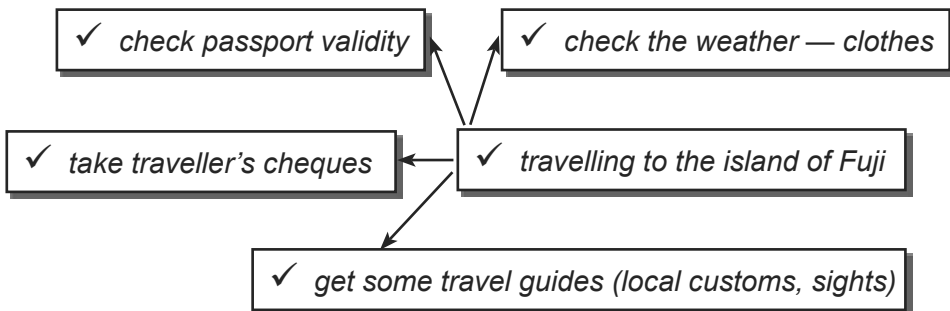 ✓ check passport validity
✓ check the weather — clothes
✓ take traveller's cheques
✓ travelling to the island of Fuji
✓ get some travel guides (local customs, sights)